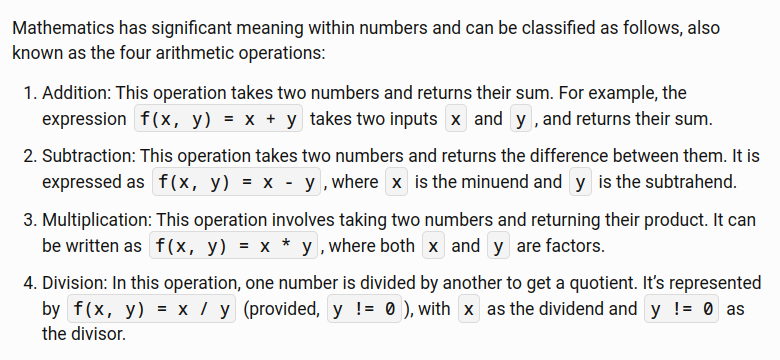 Mathematics has significant meaning within numbers and can be classified as follows, also
known as the four arithmetic operations:
1. Addition: This operation takes two numbers and returns their sum. For example, the
expression f(x, y) = x + y takes two inputs x and y , and returns their sum.
2. Subtraction: This operation takes two numbers and returns the difference between them. It is
expressed as f(x, y) = x - y , where x is the minuend and y is the subtrahend.
3. Multiplication: This operation involves taking two numbers and returning their product. It can
be written as f(x, y) = x * y , where both x and y are factors.
4. Division: In this operation, one number is divided by another to get a quotient. It’s represented
by f(x, y) = x / y (provided, y != 0 ), with x as the dividend and y != 0 as
the divisor.